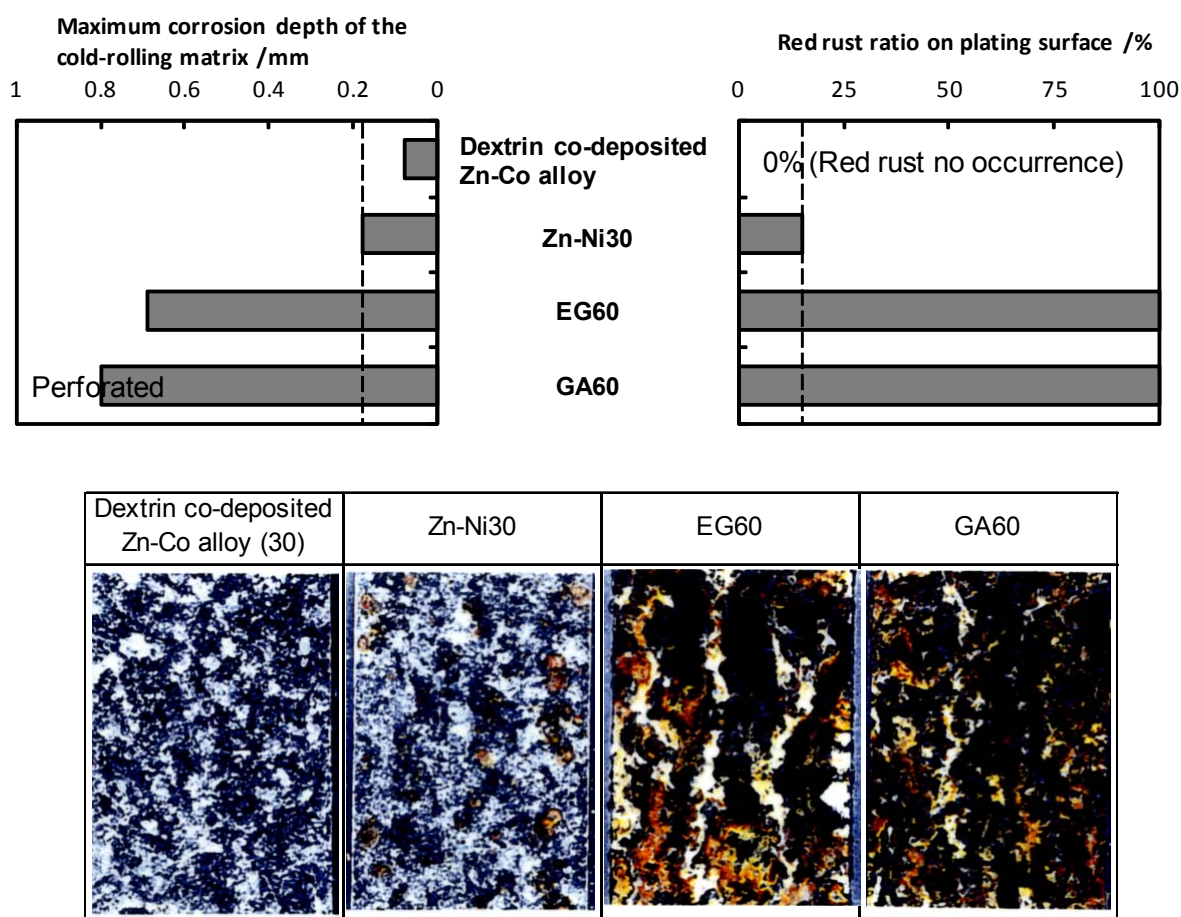 Maximum corrosion depth of the
cold-rolling matrix /mm
1 0.8 0.6 0.4 0.2 0
Red rust ratio on plating surface /%
0 25 50 75 100
Dextrin co-deposited
Zn-Co alloy
0% (Red rust no occurrence)
Zn-Ni30
EG60
Perforated
GA60
Dextrin co-deposited
Zn-Co alloy (30)
Zn-Ni30
EG60
GA60